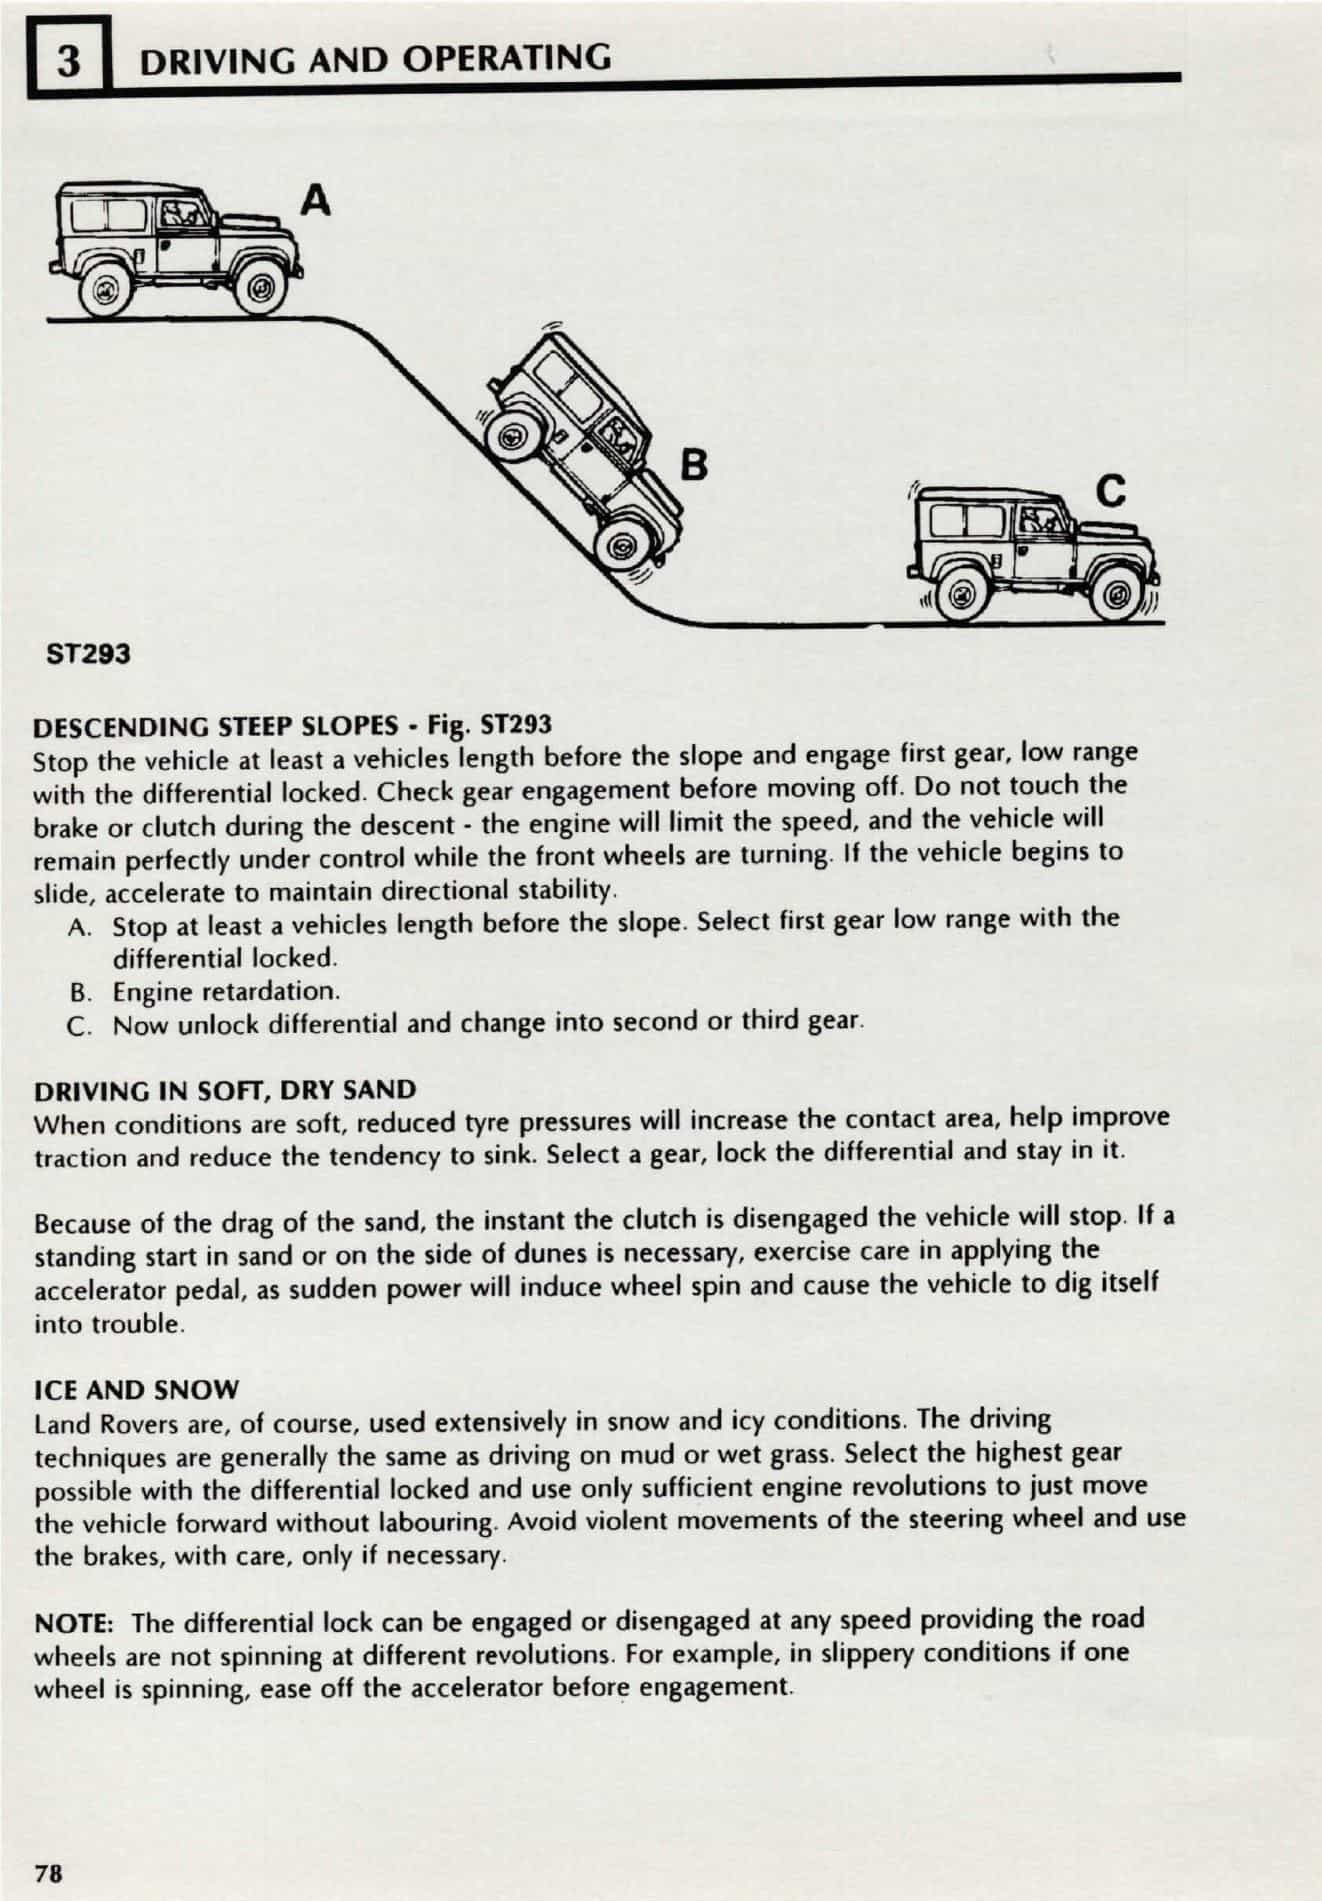 3 DRIVING AND OPERATING
A
B
C
ST293
DESCENDING STEEP SLOPES - Fig. ST293
Stop the vehicle at least a vehicles length before the slope and engage first gear, low range
with the differential locked. Check gear engagement before moving off. Do not touch the
brake or clutch during the descent - the engine will limit the speed, and the vehicle will
remain perfectly under control while the front wheels are turning. If the vehicle begins to
slide, accelerate to maintain directional stability.
A. Stop at least a vehicles length before the slope. Select first gear low range with the
differential locked.
B. Engine retardation.
C. Now unlock differential and change into second or third gear.
DRIVING IN SOFT, DRY SAND
When conditions are soft, reduced tyre pressures will increase the contact area, help improve
traction and reduce the tendency to sink. Select a gear, lock the differential and stay in it.
Because of the drag of the sand, the instant the clutch is disengaged the vehicle will stop. If a
standing start in sand or on the side of dunes is necessary, exercise care in applying the
accelerator pedal, as sudden power will induce wheel spin and cause the vehicle to dig itself
into trouble.
ICE AND SNOW
Land Rovers are, of course, used extensively in snow and icy conditions. The driving
techniques are generally the same as driving on mud or wet grass. Select the highest gear
possible with the differential locked and use only sufficient engine revolutions to just move
the vehicle forward without labouring. Avoid violent movements of the steering wheel and use
the brakes, with care, only if necessary.
NOTE: The differential lock can be engaged or disengaged at any speed providing the road
wheels are not spinning at different revolutions. For example, in slippery conditions if one
wheel is spinning, ease off the accelerator before engagement.
78